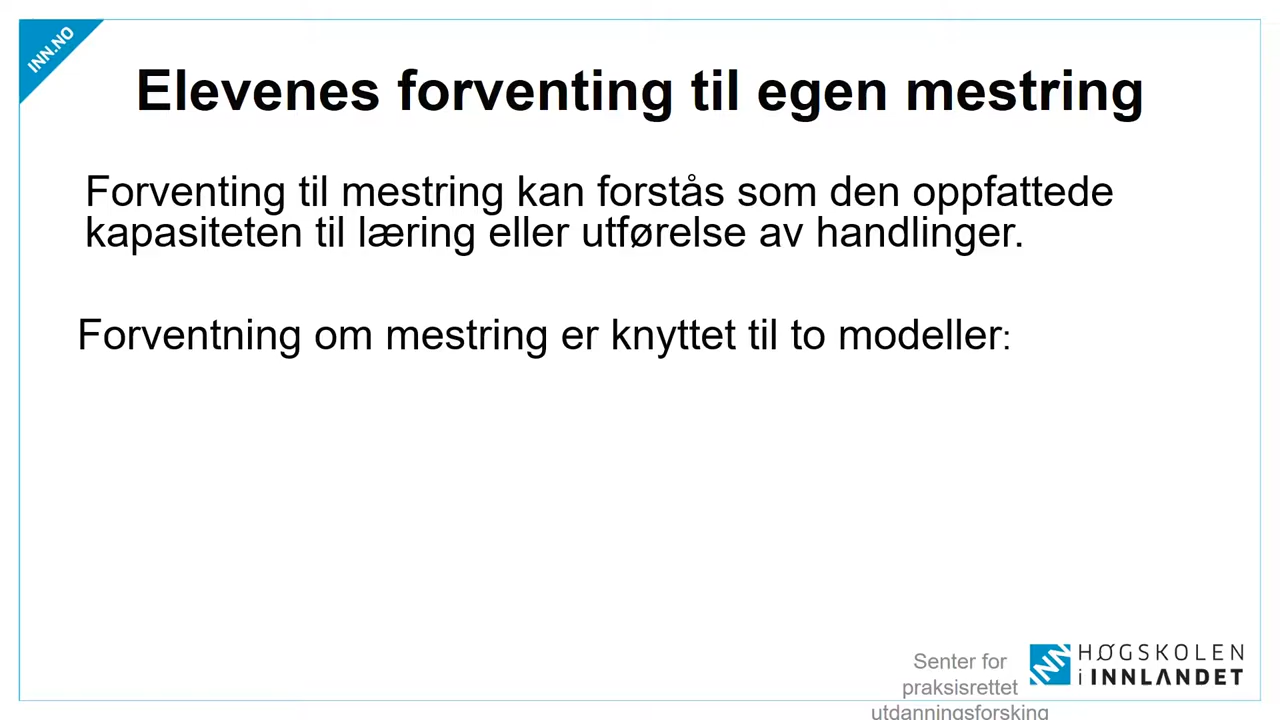 INN.NO
Elevenes forventing til egen mestring
Forventing til mestring kan forstås som den oppfattede
kapasiteten til læring eller utførelse av handlinger.
Forventning om mestring er knyttet til to modeller:
Senter for
praksisrettet
utdanningsforsking
INN
HØGSKOLEN
i INNLANDET